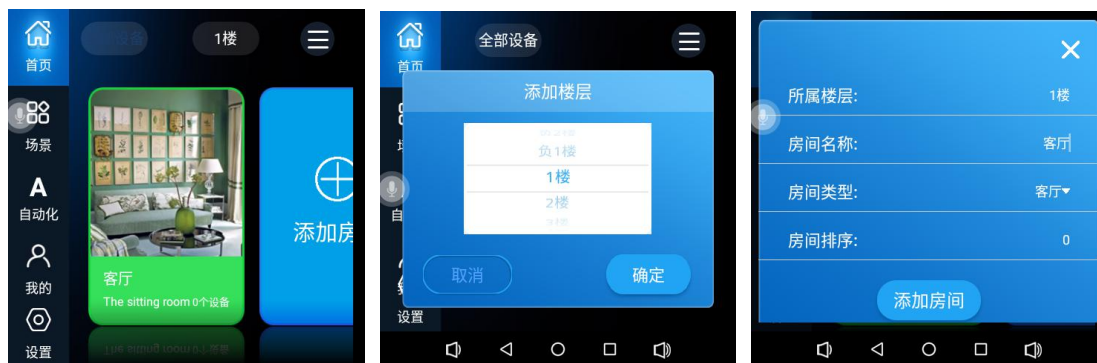 1楼
首页
场景
A
自动化
客厅
The sitting room 0个设备
添加房
我的
设置
全部设备
首页
添加楼层
负1楼
1楼
2楼
自
取消
确定
设置
所属楼层:
1楼
房间名称:
客厅
房间类型:
客厅
房间排序:
0
添加房间